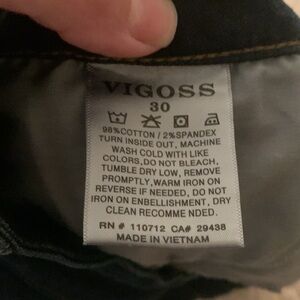 VIGOSS
30
98%COTTON / 2%SPANDEX
TURN INSIDE OUT, MACHINE
WASH COLD WITH LIKE
COLORS,DO NOT BLEACH,
TUMBLE DRY LOW, REMOVE
PROMPTLY,WARM IRON ON
REVERSE IF NEEDED, DO NOT
IRON ON EMBELLISHMENT, DRY
CLEAN RECOMME NDED.
RN # 110712 CA# 29438
MADE IN VIETNAM